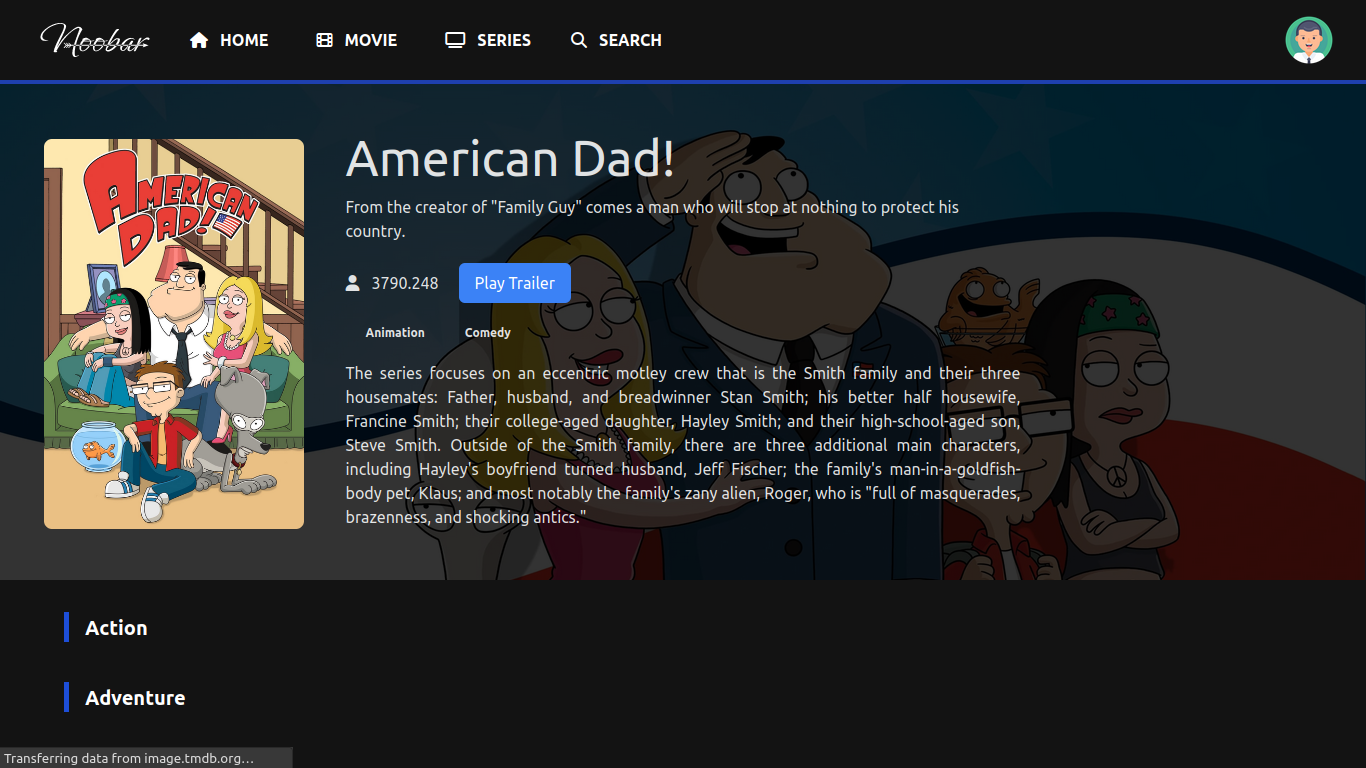 Noobar
HOME
MOVIE
SERIES
SEARCH
AMERICAN
DAD!
American Dad!
From the creator of "Family Guy" comes a man who will stop at nothing to protect his
country.
3790.248
Play Trailer
Animation
Comedy
The series focuses on an eccentric motley crew that is the Smith family and their three
housemates: Father, husband, and breadwinner Stan Smith; his better half housewife,
Francine Smith; their college-aged daughter, Hayley Smith; and their high-school-aged son,
Steve Smith. Outside of the Smith family, there are three additional main characters,
including Hayley's boyfriend turned husband, Jeff Fischer; the family's man-in-a-goldfish-
body pet, Klaus; and most notably the family's zany alien, Roger, who is "full of masquerades,
brazenness, and shocking antics."
Action
Adventure
Transferring data from image.tmdb.org…